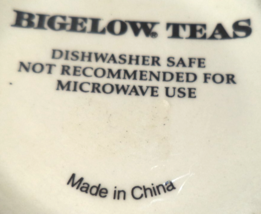 BIGELOW. TEAS
DISHWASHER SAFE
NOT RECOMMENDED FOR
MICROWAVE USE
Made in China